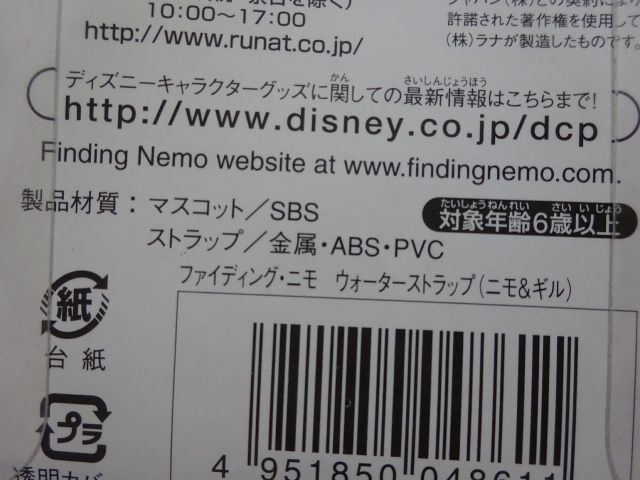 10:00～17:00
http://www.runat.co.jp/
許諾された著作権を使用して
(株)ラナが製造したものです。
ディズニーキャラクターグッズに関しての最新情報はこちらまで!
http://www.disney.co.jp/dcp
Finding Nemo website at www.findingnemo.com.
製品材質：マスコット／SBS
対象年齢6歳以上
ストラップ／金属・ABS・PVC
ファイディング・ニモ ウォーターストラップ(ニモ&ギル)
紙
台紙
プラ
4 951850 048611